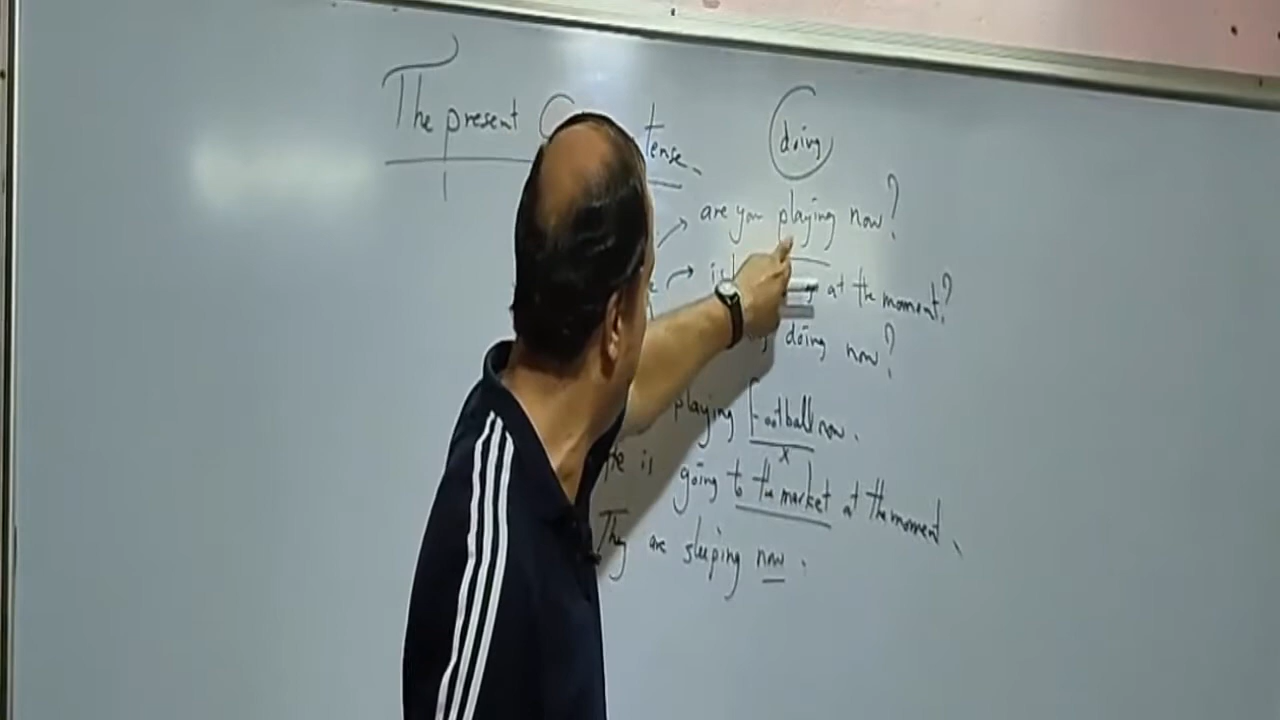 The present tense
doing
are you playing now?
at the moment?
doing now?
playing football now.
x
He is going to the market at the moment.
They are sleeping now.